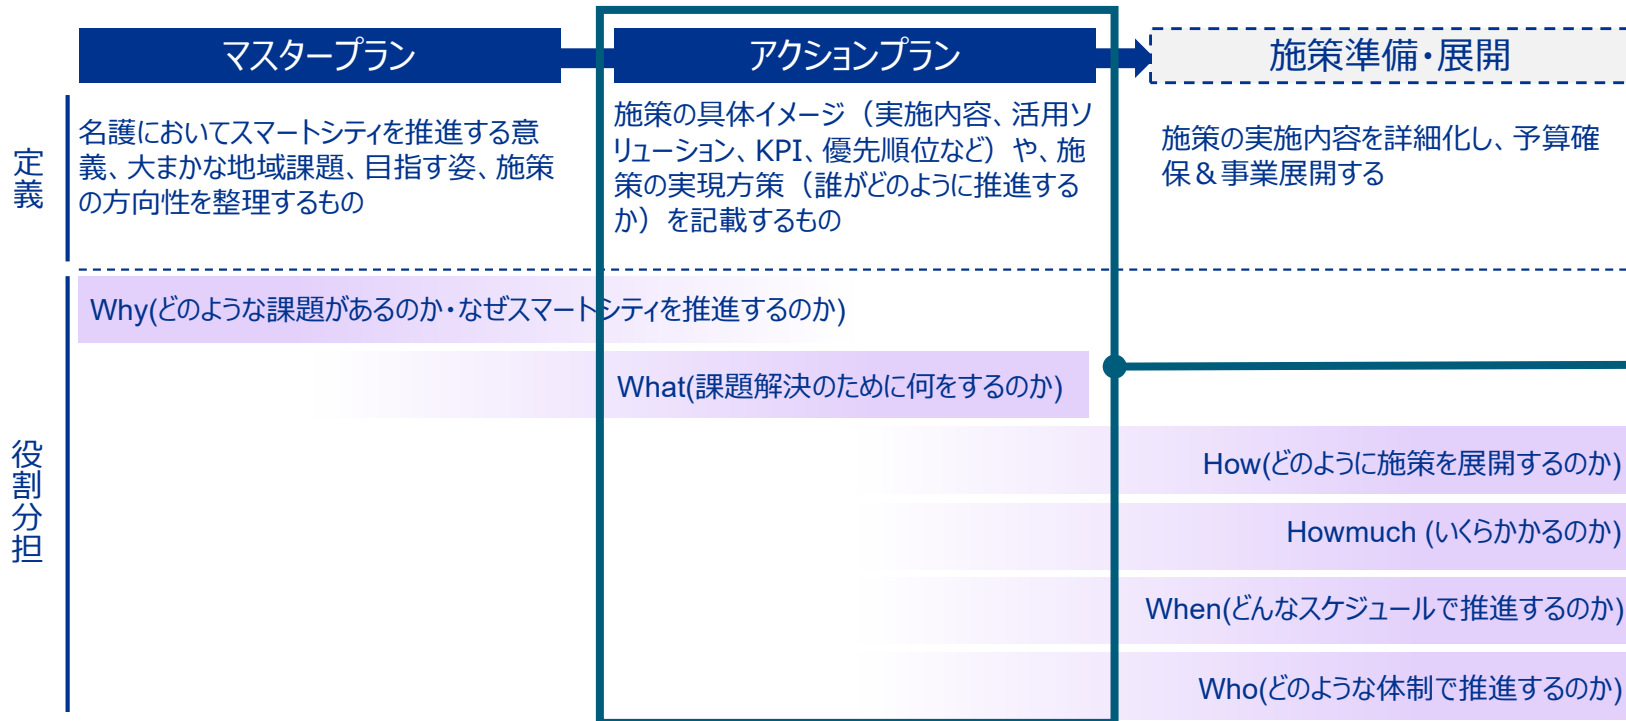 マスタープラン
アクションプラン
施策準備・展開
定義
名護においてスマートシティを推進する意
義、大まかな地域課題、目指す姿、施策
の方向性を整理するもの
施策の具体イメージ（実施内容、活用ソ
リューション、KPI、優先順位など）や、施
策の実現方策（誰がどのように推進する
か）を記載するもの
施策の実施内容を詳細化し、予算確
保＆事業展開する
役割分担
Why(どのような課題があるのか・なぜスマートシティを推進するのか)
What(課題解決のために何をするのか)
How(どのように施策を展開するのか)
Howmuch (いくらかかるのか)
When(どんなスケジュールで推進するのか)
Who(どのような体制で推進するのか)